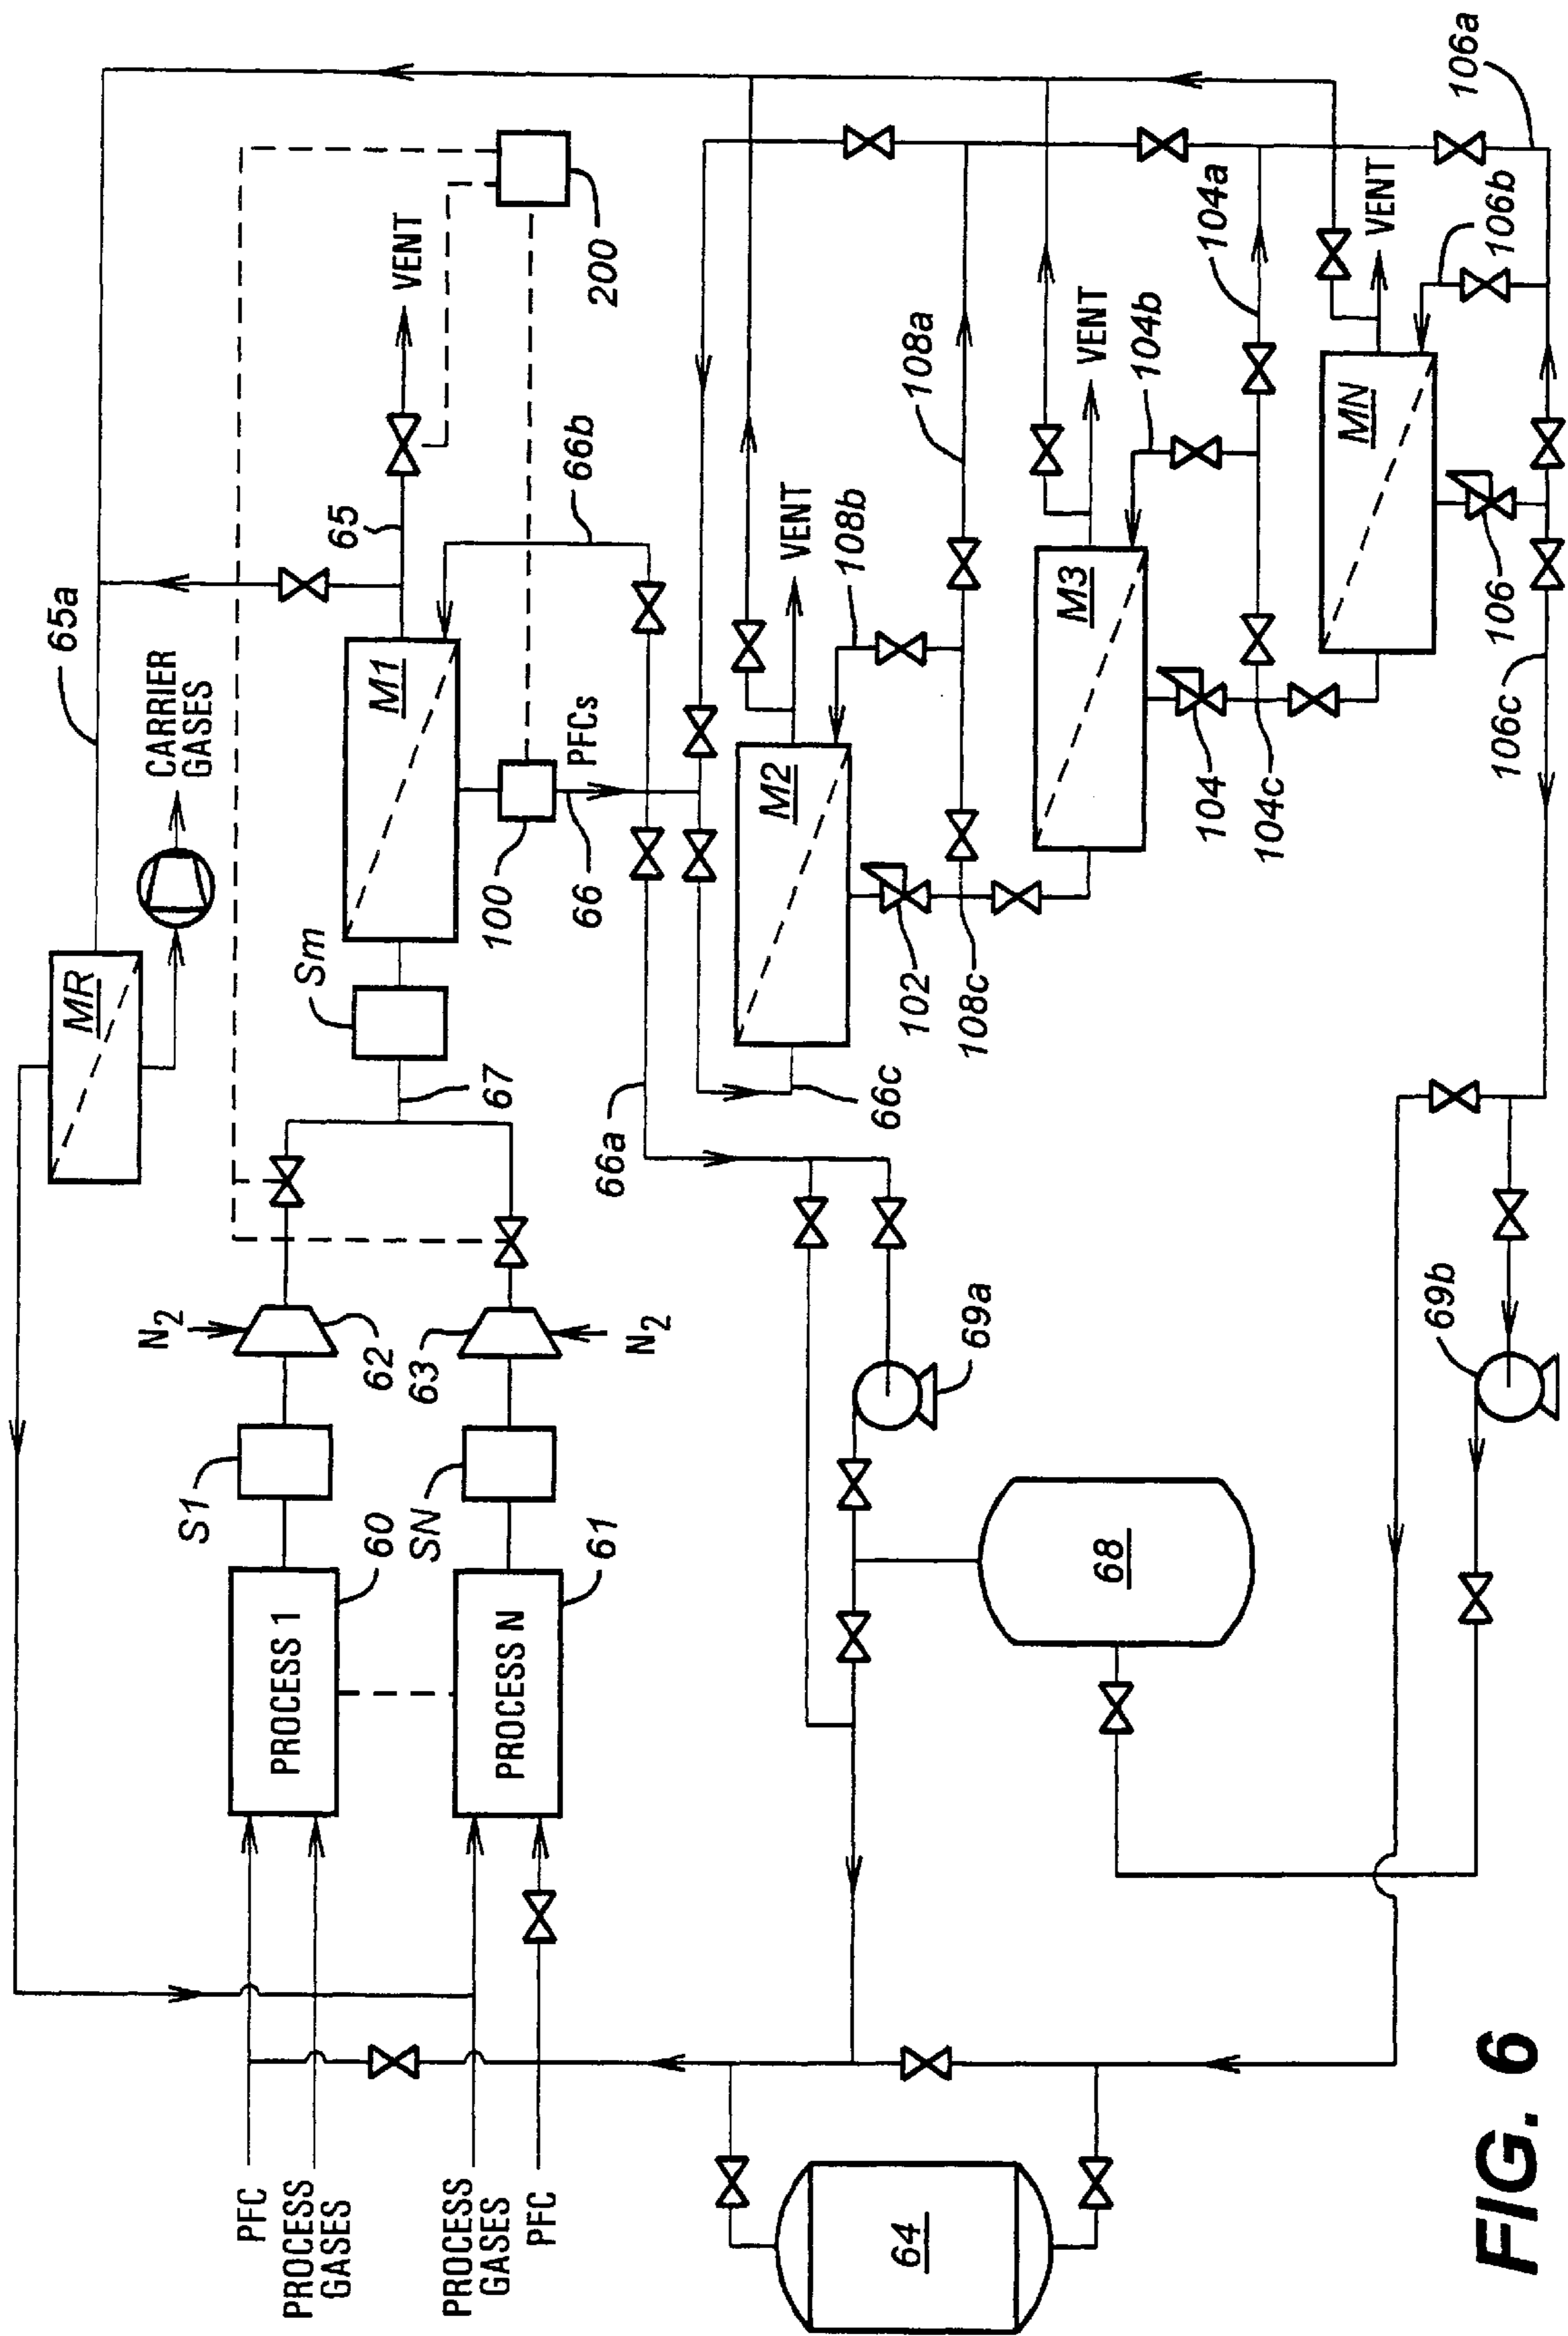 PFC
PROCESS
GASES
PROCESS
GASES
PFC
PROCESS 1
60
PROCESS N
61
S1
SN
N2
62
63
N2
67
Sm
MR
CARRIER
GASES
65a
M1
65
VENT
200
100
66
PFCs
66b
66a
66c
M2
VENT
102
108a
108b
108c
M3
VENT
104
104a
104b
104c
MN
VENT
106
106a
106b
106c
69a
69b
68
64
FIG. 6